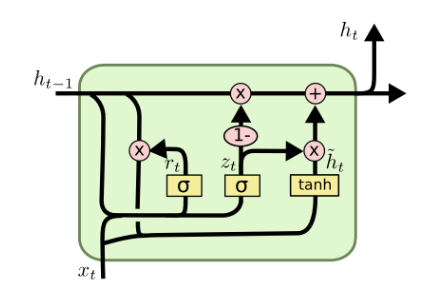 h_t
h_{t-1}
x +
1-
x r_t z_t x h̃_t
σ σ tanh
x_t